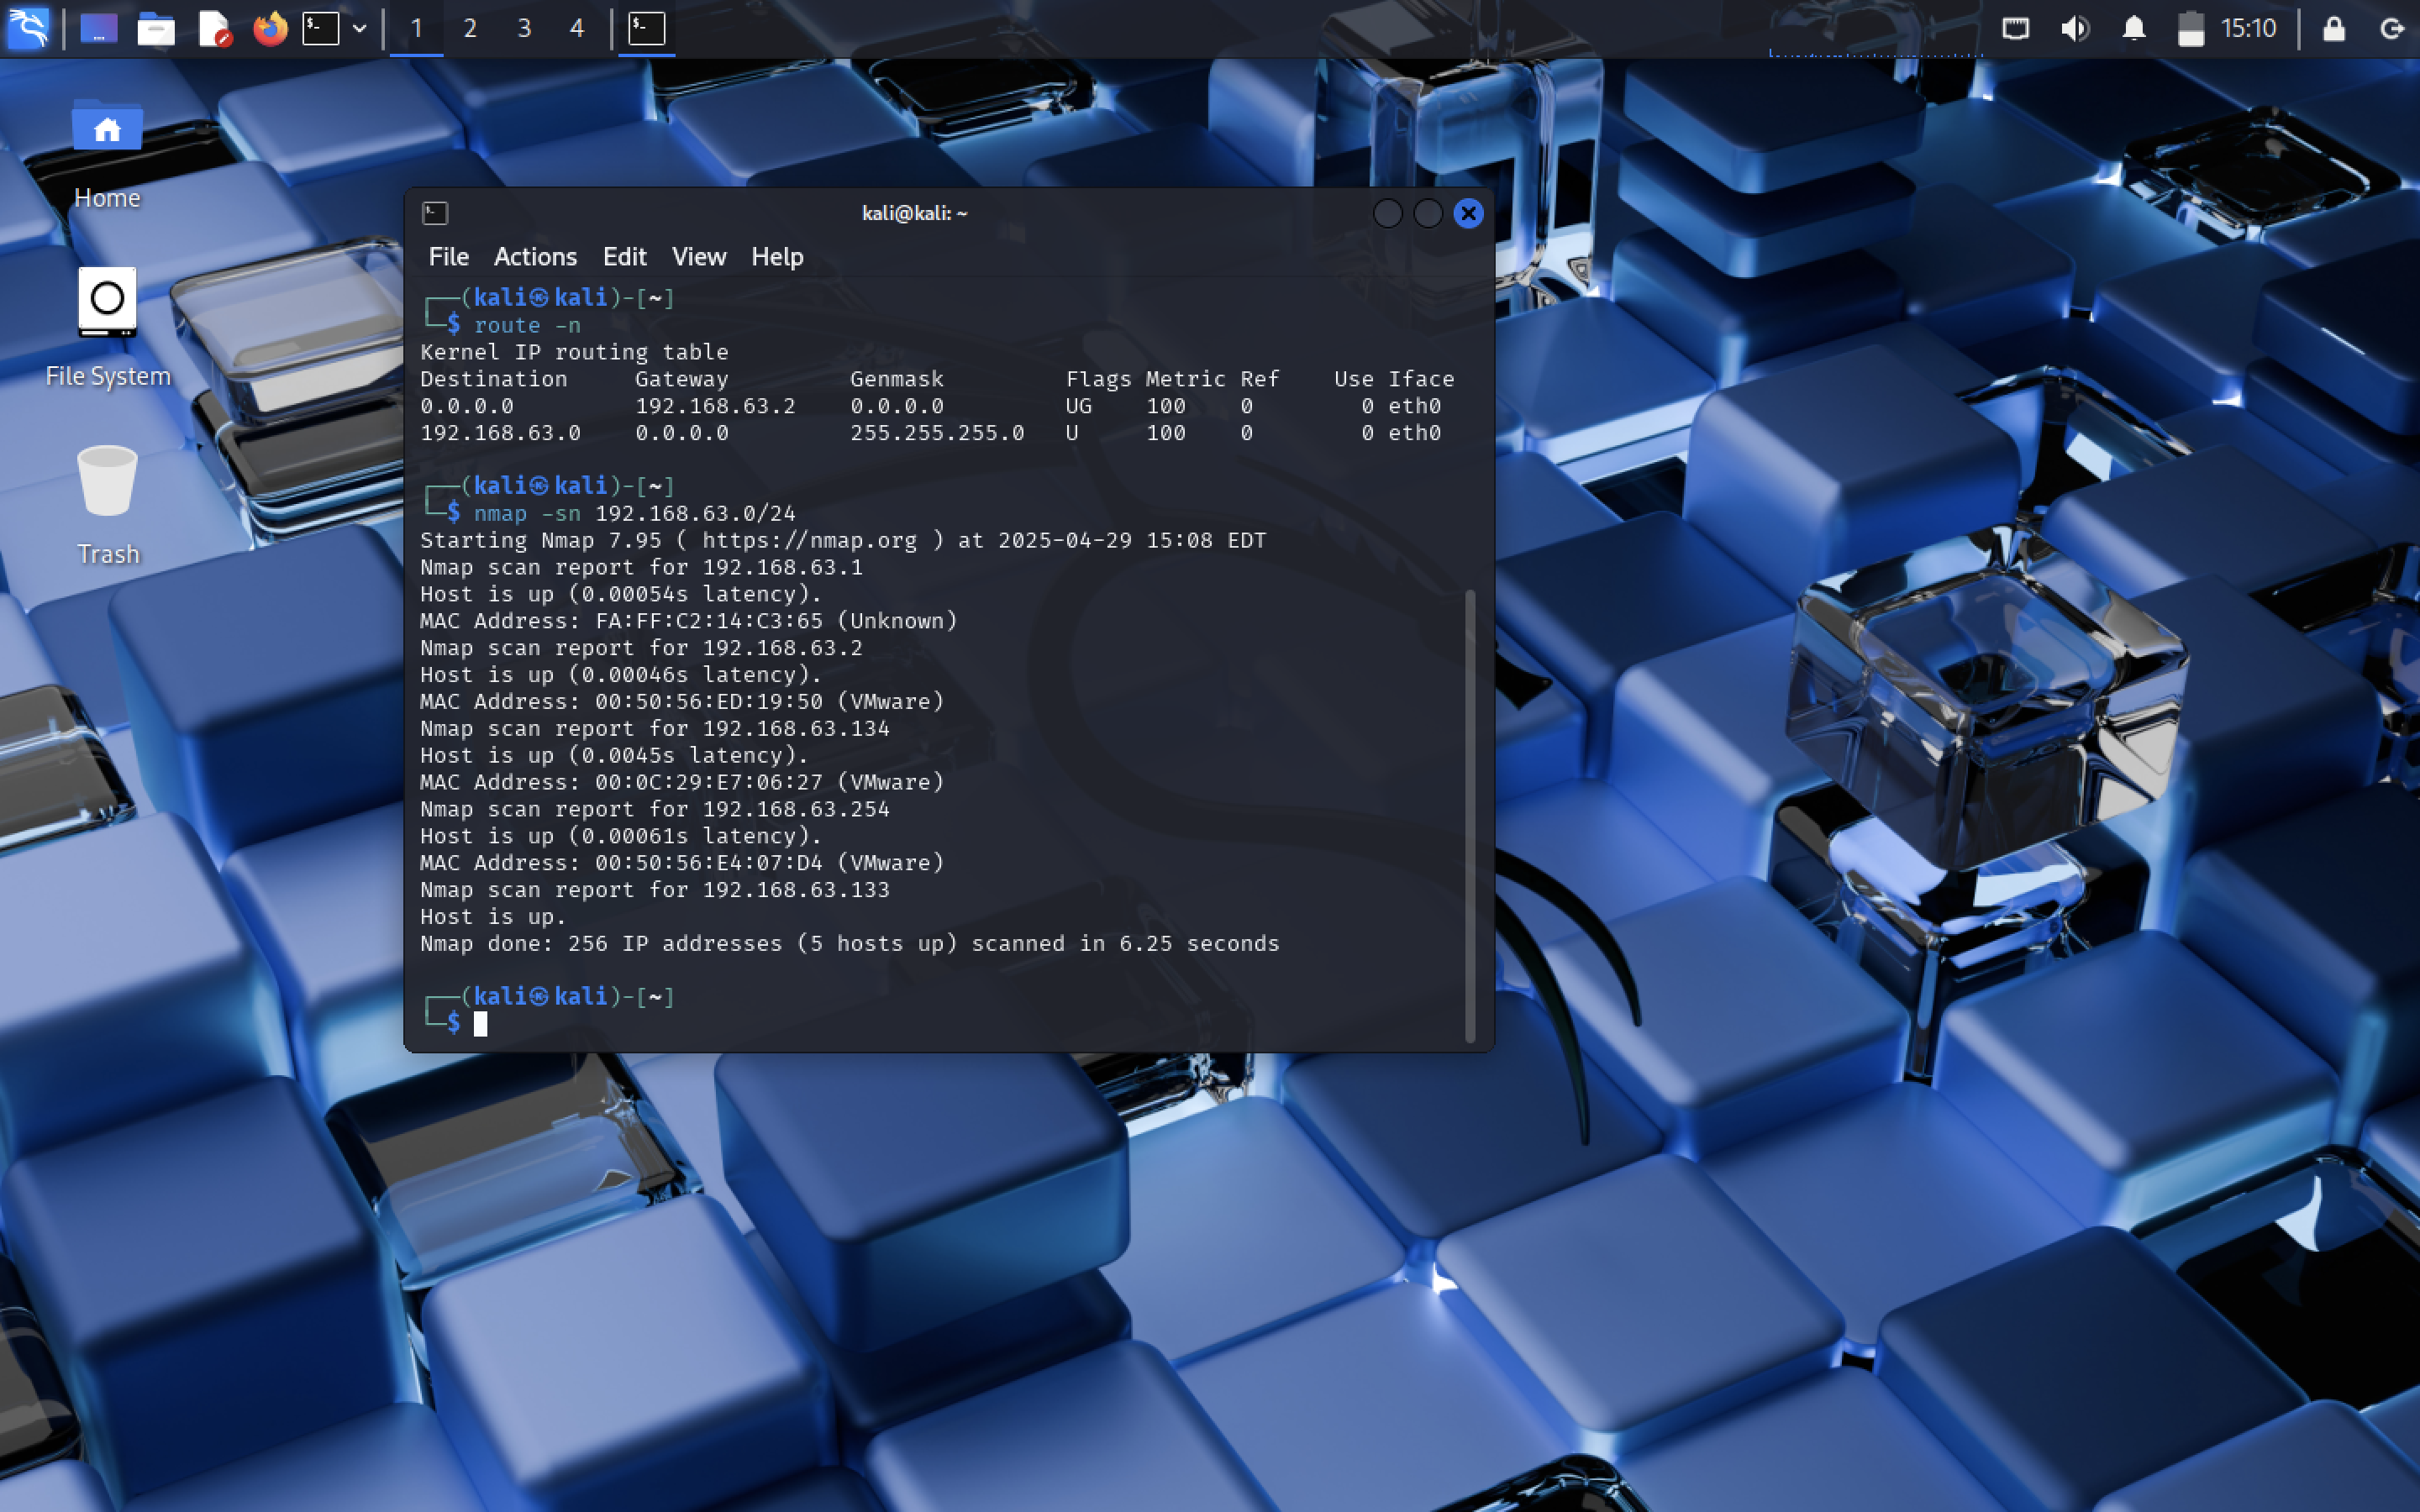 1 2 3 4 15:10
Home
File System
Trash
kali@kali: ~
File Actions Edit View Help
┌──(kali㉿kali)-[~]
└─$ route -n
Kernel IP routing table
Destination     Gateway         Genmask         Flags Metric Ref    Use Iface
0.0.0.0         192.168.63.2    0.0.0.0         UG    100    0        0 eth0
192.168.63.0    0.0.0.0         255.255.255.0   U     100    0        0 eth0
┌──(kali㉿kali)-[~]
└─$ nmap -sn 192.168.63.0/24
Starting Nmap 7.95 ( https://nmap.org ) at 2025-04-29 15:08 EDT
Nmap scan report for 192.168.63.1
Host is up (0.00054s latency).
MAC Address: FA:FF:C2:14:C3:65 (Unknown)
Nmap scan report for 192.168.63.2
Host is up (0.00046s latency).
MAC Address: 00:50:56:ED:19:50 (VMware)
Nmap scan report for 192.168.63.134
Host is up (0.0045s latency).
MAC Address: 00:0C:29:E7:06:27 (VMware)
Nmap scan report for 192.168.63.254
Host is up (0.00061s latency).
MAC Address: 00:50:56:E4:07:D4 (VMware)
Nmap scan report for 192.168.63.133
Host is up.
Nmap done: 256 IP addresses (5 hosts up) scanned in 6.25 seconds
┌──(kali㉿kali)-[~]
└─$